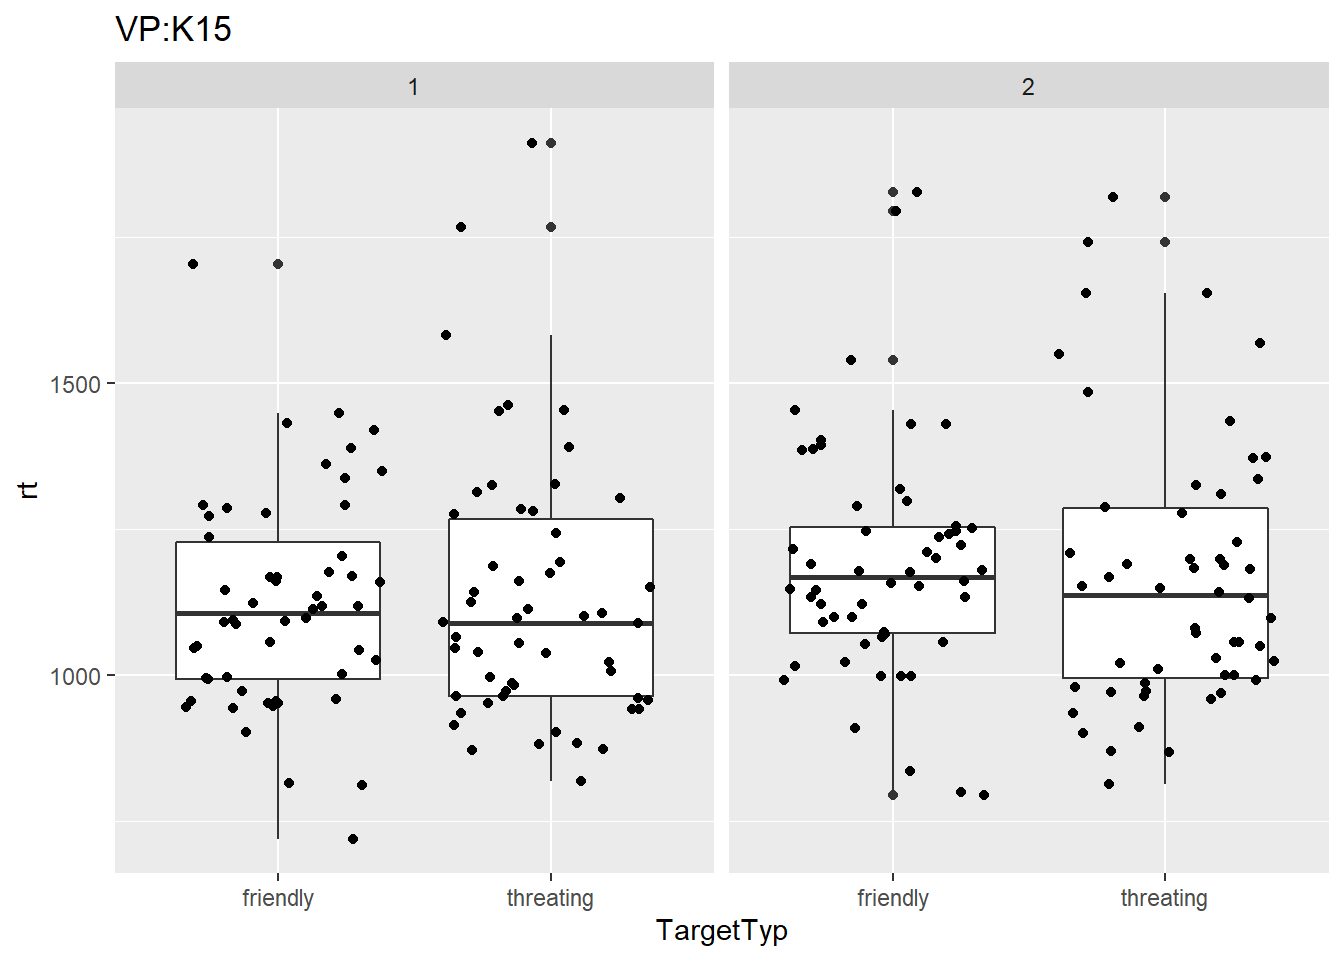 VP:K15
1
2
rt
1500
1000
friendly
threating
friendly
threating
TargetTyp